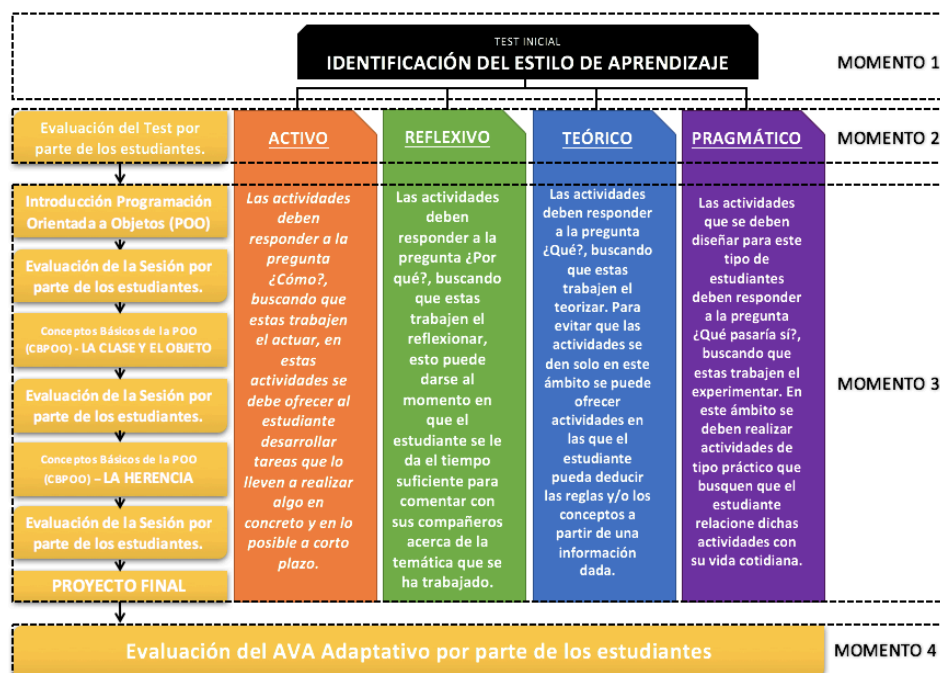 TEST INICIAL
IDENTIFICACIÓN DEL ESTILO DE APRENDIZAJE
MOMENTO 1
Evaluación del Test por
parte de los estudiantes.
ACTIVO
REFLEXIVO
TEÓRICO
PRAGMÁTICO
MOMENTO 2
Introducción Programación
Orientada a Objetos (POO)
Evaluación de la Sesión por
parte de los estudiantes.
Conceptos Básicos de la POO
(CBPOO) - LA CLASE Y EL OBJETO
Evaluación de la Sesión por
parte de los estudiantes.
Conceptos Básicos de la POO
(CBPOO) – LA HERENCIA
Evaluación de la Sesión por
parte de los estudiantes.
PROYECTO FINAL
Las actividades
deben
responder a la
pregunta
¿Cómo?,
buscando que
estas trabajen
el actuar, en
estas
actividades se
debe ofrecer al
estudiante
desarrollar
tareas que lo
lleven a realizar
algo en
concreto y en lo
posible a corto
plazo.
Las actividades
deben
responder a la
pregunta ¿Por
qué?, buscando
que estas
trabajen el
reflexionar,
esto puede
darse al
momento en
que el
estudiante se le
da el tiempo
suficiente para
comentar con
sus compañeros
acerca de la
temática que se
ha trabajado.
Las actividades
deben responder
a la pregunta
¿Qué?, buscando
que estas
trabajen el
teorizar. Para
evitar que las
actividades se
den solo en este
ámbito se puede
ofrecer
actividades en
las que el
estudiante
pueda deducir
las reglas y/o los
conceptos a
partir de una
información
dada.
Las actividades
que se deben
diseñar para este
tipo de
estudiantes
deben responder
a la pregunta
¿Qué pasaría sí?,
buscando que
estas trabajen el
experimentar. En
este ámbito se
deben realizar
actividades de
tipo práctico que
busquen que el
estudiante
relacione dichas
actividades con
su vida cotidiana.
MOMENTO 3
Evaluación del AVA Adaptativo por parte de los estudiantes
MOMENTO 4